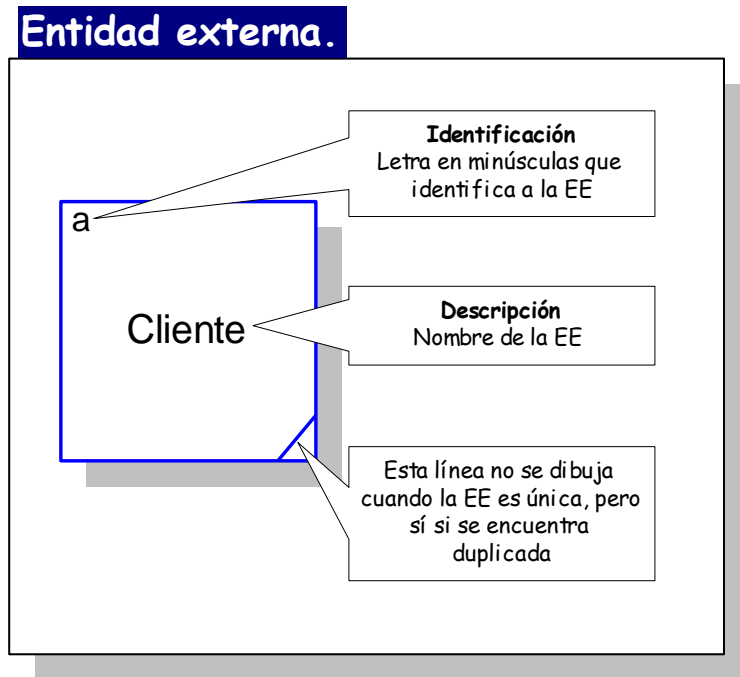 Entidad externa.
Identificación
Letra en minúsculas que
identifica a la EE
a
Cliente
Descripción
Nombre de la EE
Esta línea no se dibuja
cuando la EE es única, pero
sí si se encuentra
duplicada